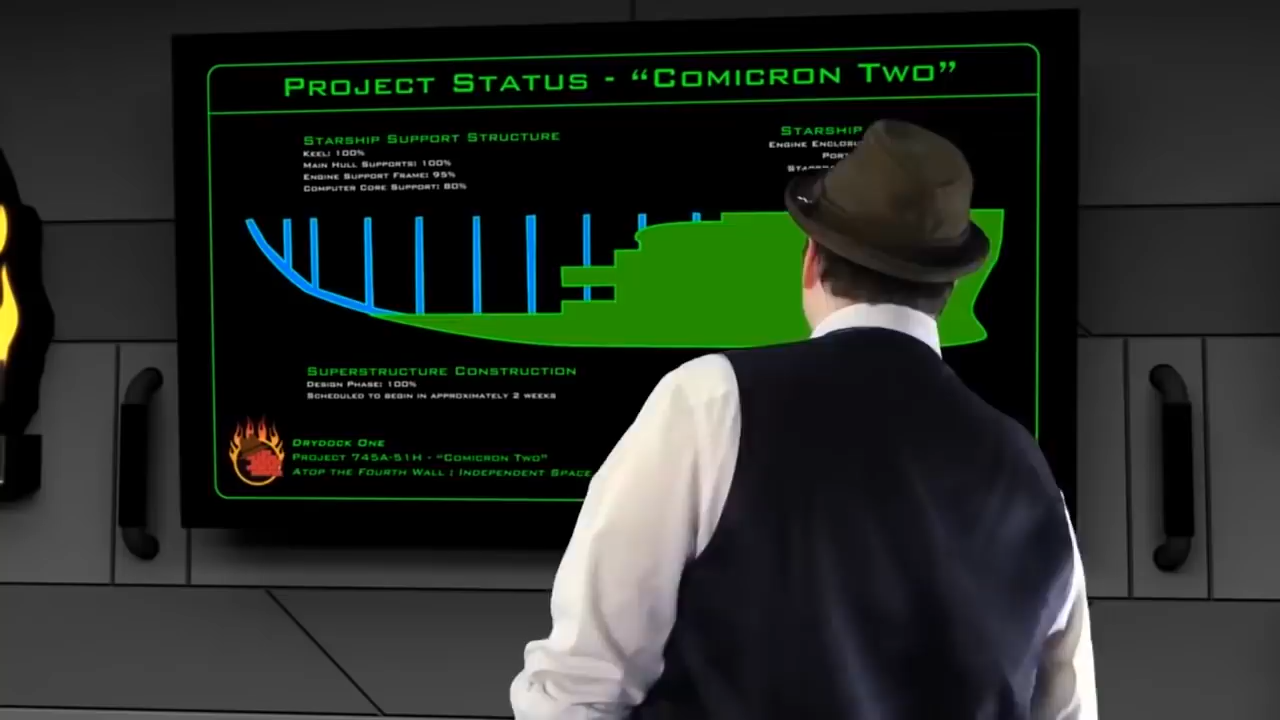 Project Status - “Comicron Two”
Starship Support Structure
Keel: 100%
Main Hull Supports: 100%
Engine Support Frame: 95%
Computer Core Support: 80%
Starship
Engine
Port
Superstructure Construction
Design Phase: 100%
Scheduled to begin in approximately 2 weeks
Drydock One
Project 745A-51H - “Comicron Two”
Atop the Fourth Wall : Independent Space